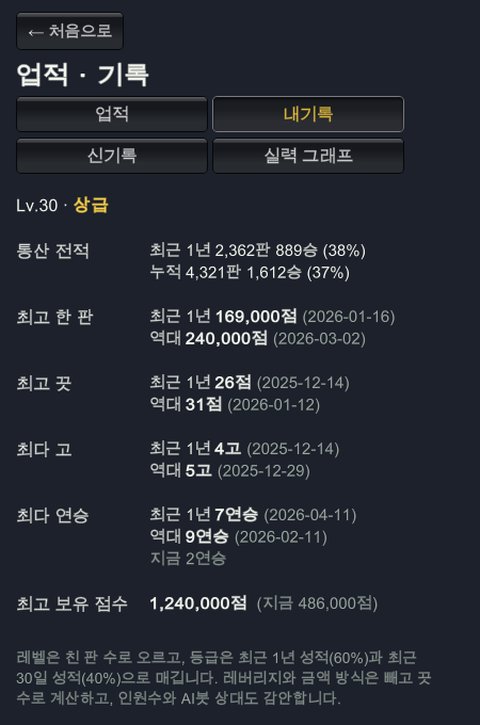 ← 처음으로
업적 · 기록
업적
내기록
신기록
실력 그래프
Lv.30 · 상급
통산 전적
최근 1년 2,362판 889승 (38%)
누적 4,321판 1,612승 (37%)
최고 한 판
최근 1년 169,000점 (2026-01-16)
역대 240,000점 (2026-03-02)
최고 끗
최근 1년 26점 (2025-12-14)
역대 31점 (2026-01-12)
최다 고
최근 1년 4고 (2025-12-14)
역대 5고 (2025-12-29)
최다 연승
최근 1년 7연승 (2026-04-11)
역대 9연승 (2026-02-11)
지금 2연승
최고 보유 점수
1,240,000점 (지금 486,000점)
레벨은 친 판 수로 오르고, 등급은 최근 1년 성적(60%)과 최근
30일 성적(40%)으로 매깁니다. 레버리지와 금액 방식은 빼고 끗
수로 계산하고, 인원수와 AI봇 상대도 감안합니다.